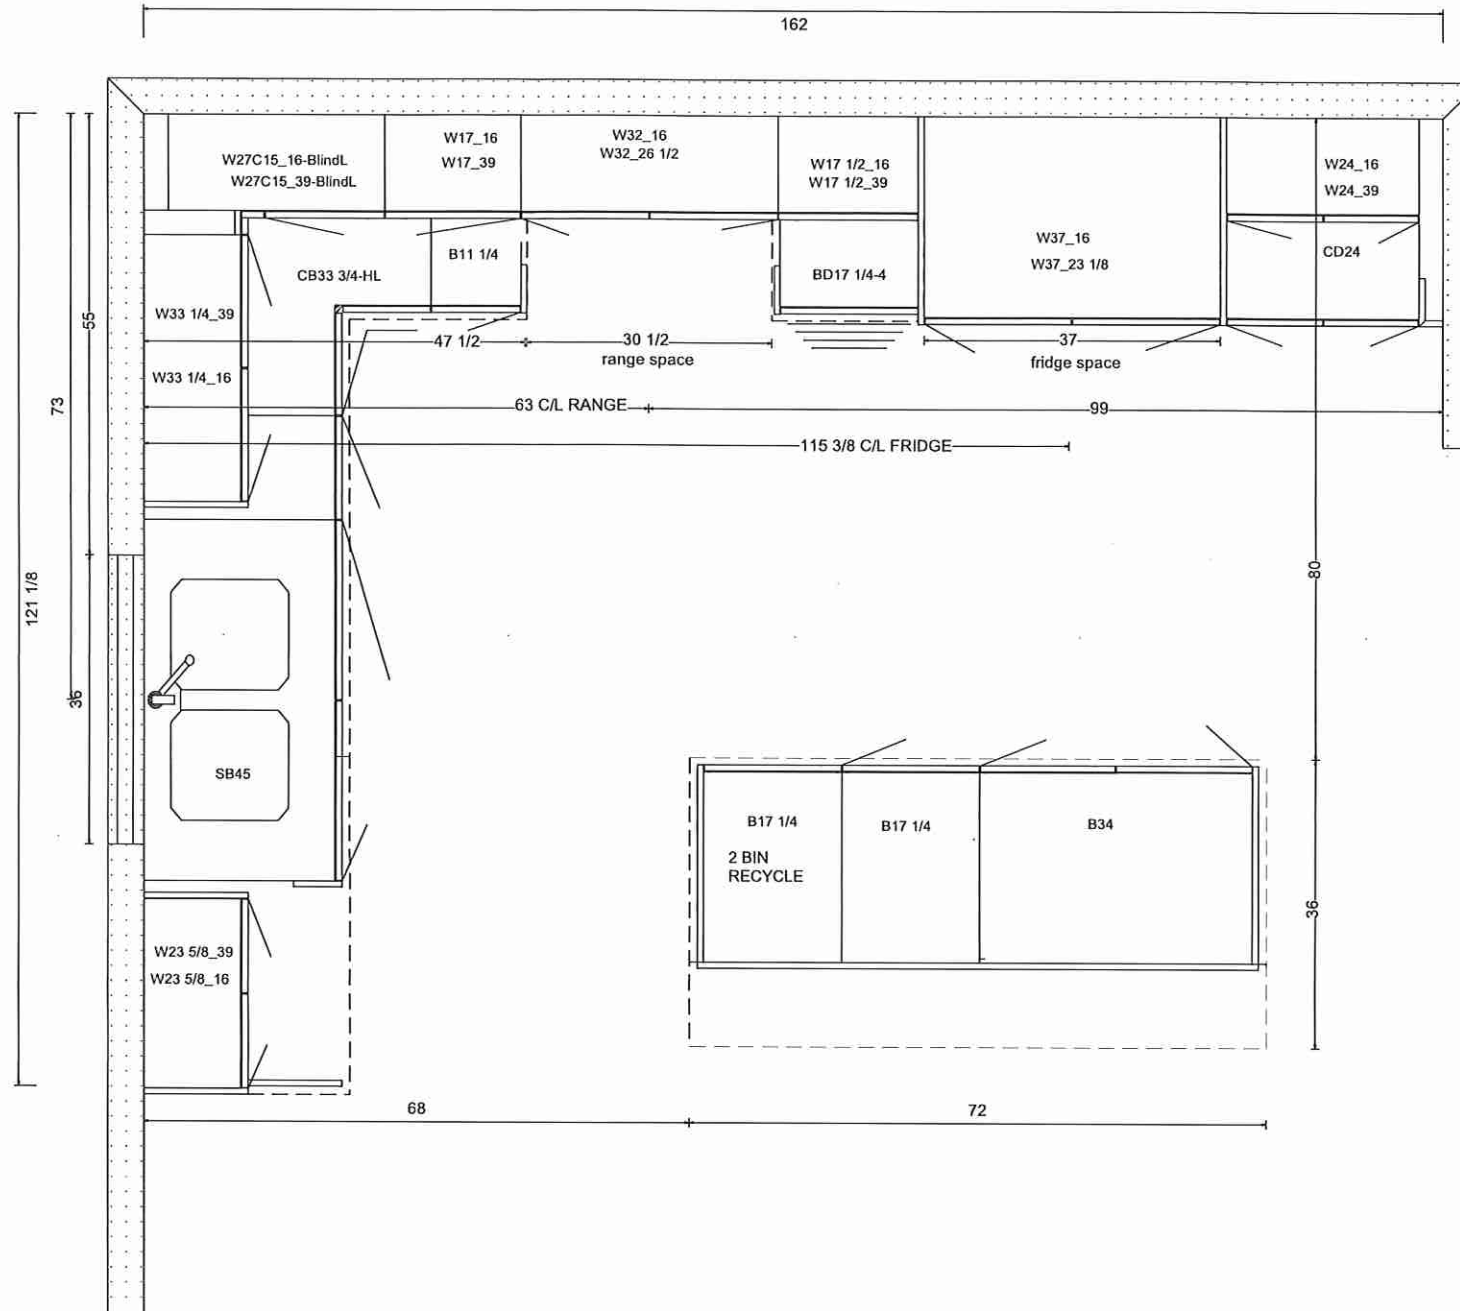 162
W27C15_16-BlindL
W27C15_39-BlindL
W17_16
W17_39
W32_16
W32_26 1/2
W17 1/2_16
W17 1/2_39
W24_16
W24_39
W37_16
W37_23 1/8
CD24
B11 1/4
CB33 3/4-HL
BD17 1/4-4
W33 1/4_39
W33 1/4_16
47 1/2
30 1/2
range space
37
fridge space
55
73
63 C/L RANGE
99
115 3/8 C/L FRIDGE
121 1/8
36
80
SB45
B17 1/4
2 BIN
RECYCLE
B17 1/4
B34
36
W23 5/8_39
W23 5/8_16
68
72